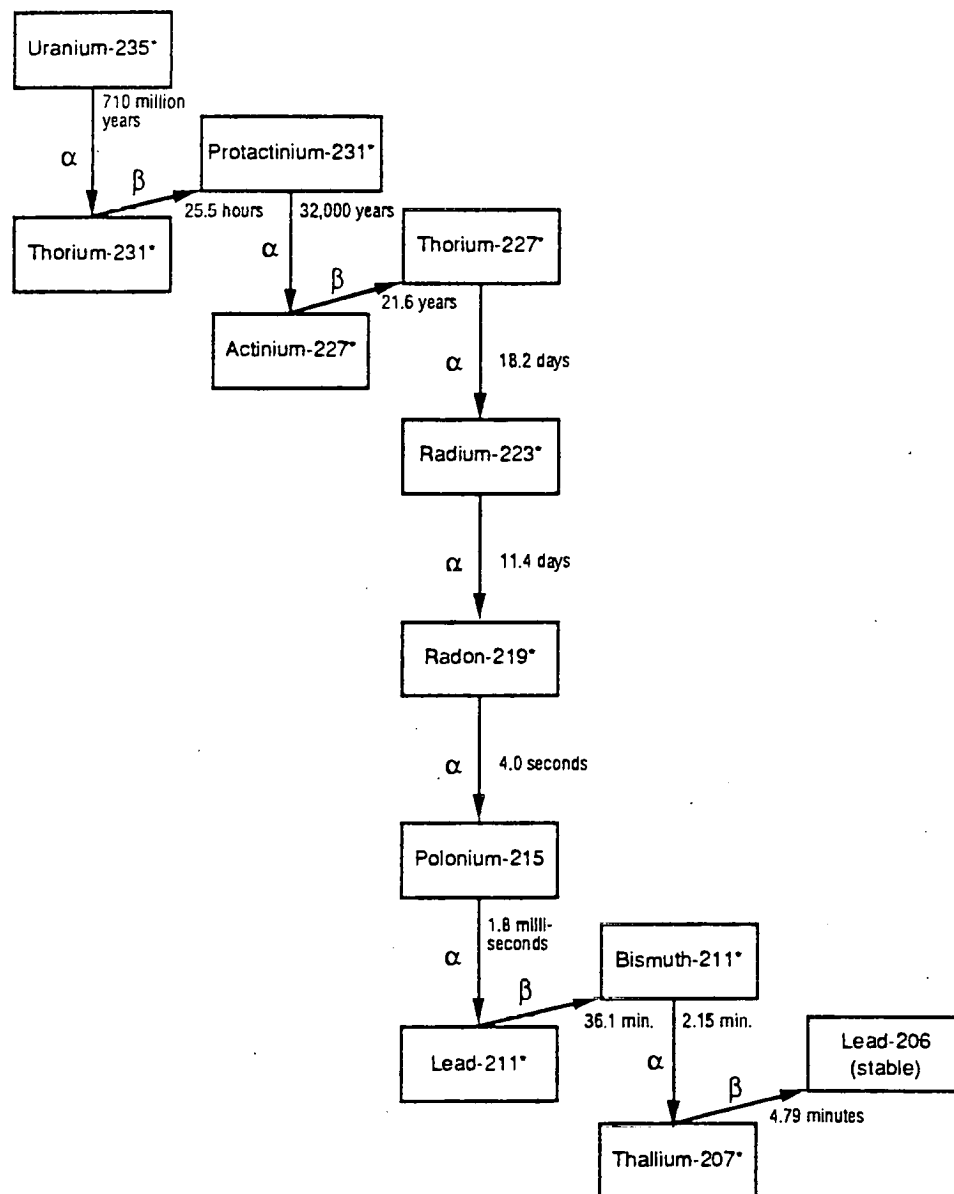 Uranium-235*
710 million
years
α
β
Protactinium-231*
25.5 hours
32,000 years
Thorium-231*
α
β
Thorium-227*
21.6 years
Actinium-227*
α
18.2 days
Radium-223*
α
11.4 days
Radon-219*
α
4.0 seconds
Polonium-215
1.8 milli-
seconds
α
β
Bismuth-211*
36.1 min.
2.15 min.
Lead-211*
α
β
Lead-206
(stable)
4.79 minutes
Thallium-207*